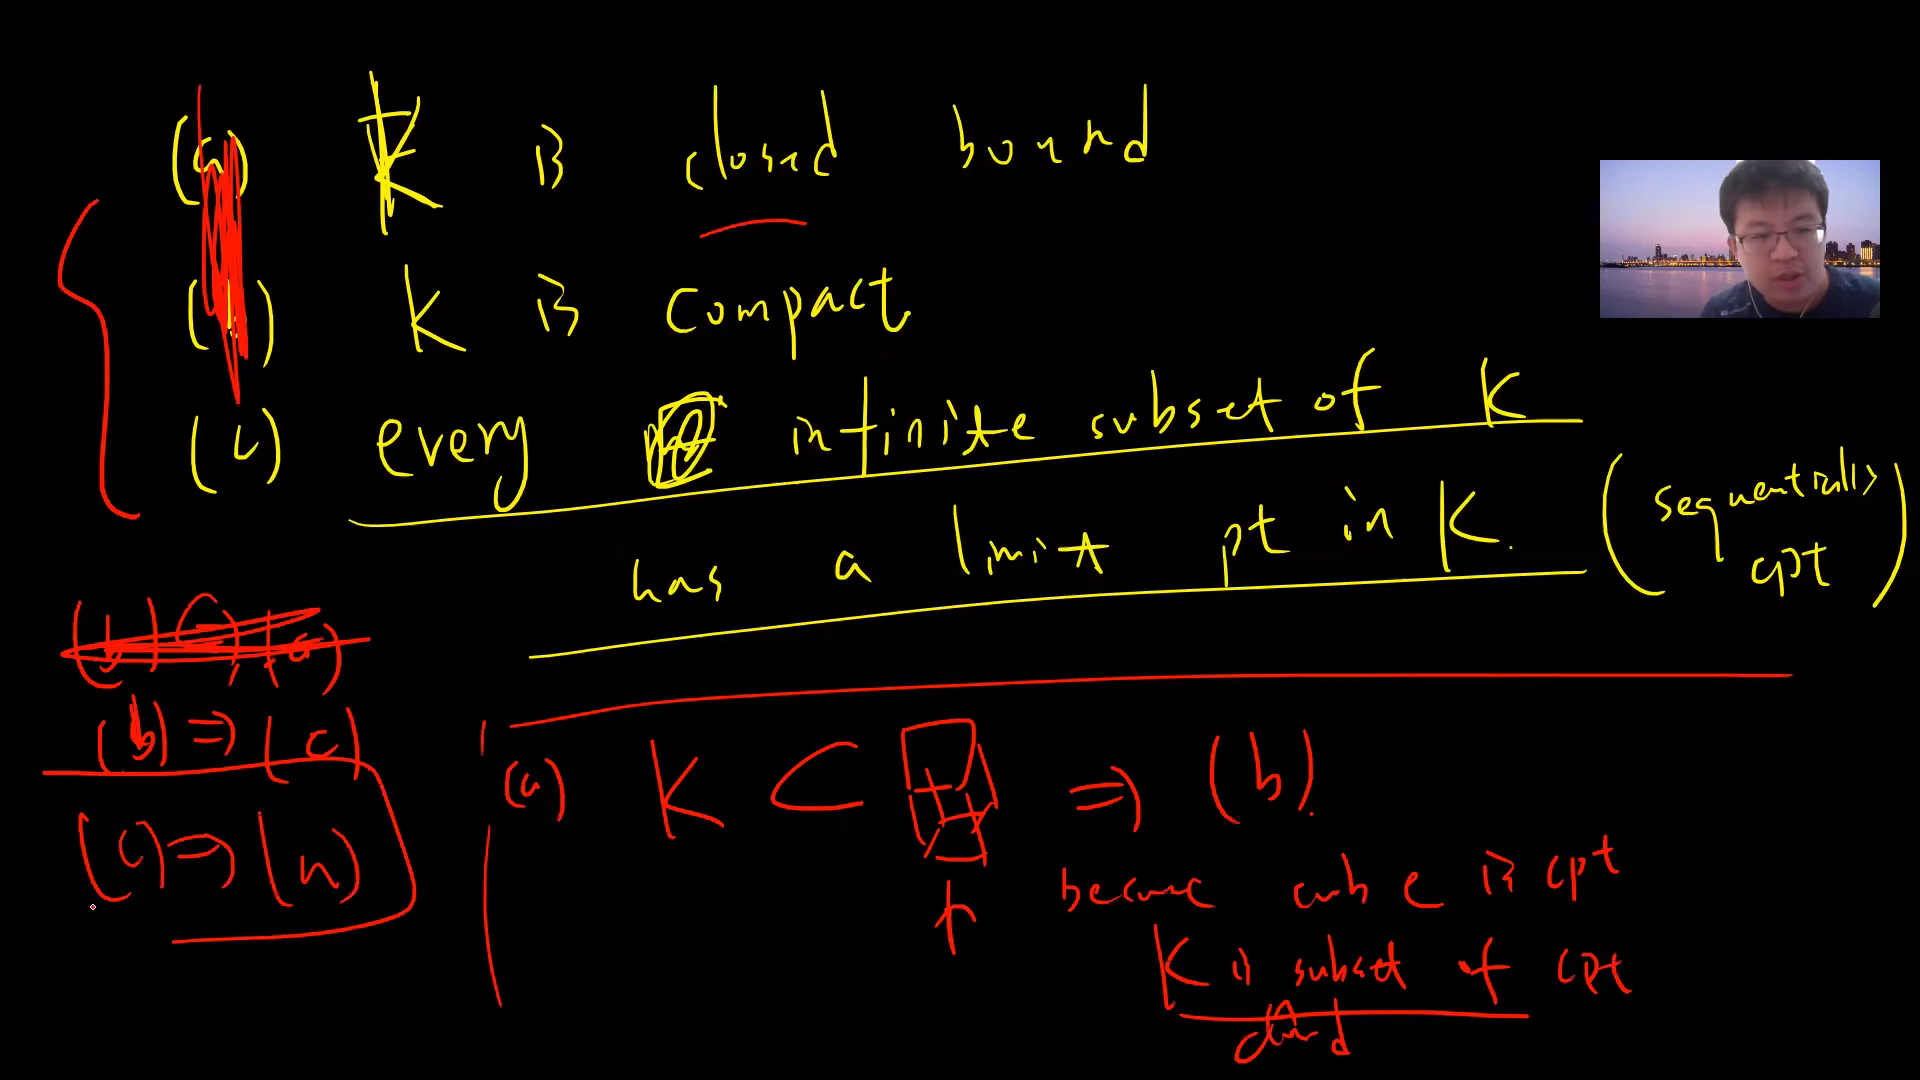 (a) K is closed bound
(b) K is compact
(c) every infinite subset of K
has a limit pt in K.
(sequentially
cpt)
(b) ⇒ (c)
(c) ⇒ (a)
(a) K ⊂ ⇒ (b).
because cube is cpt
K is subset of cpt
closed